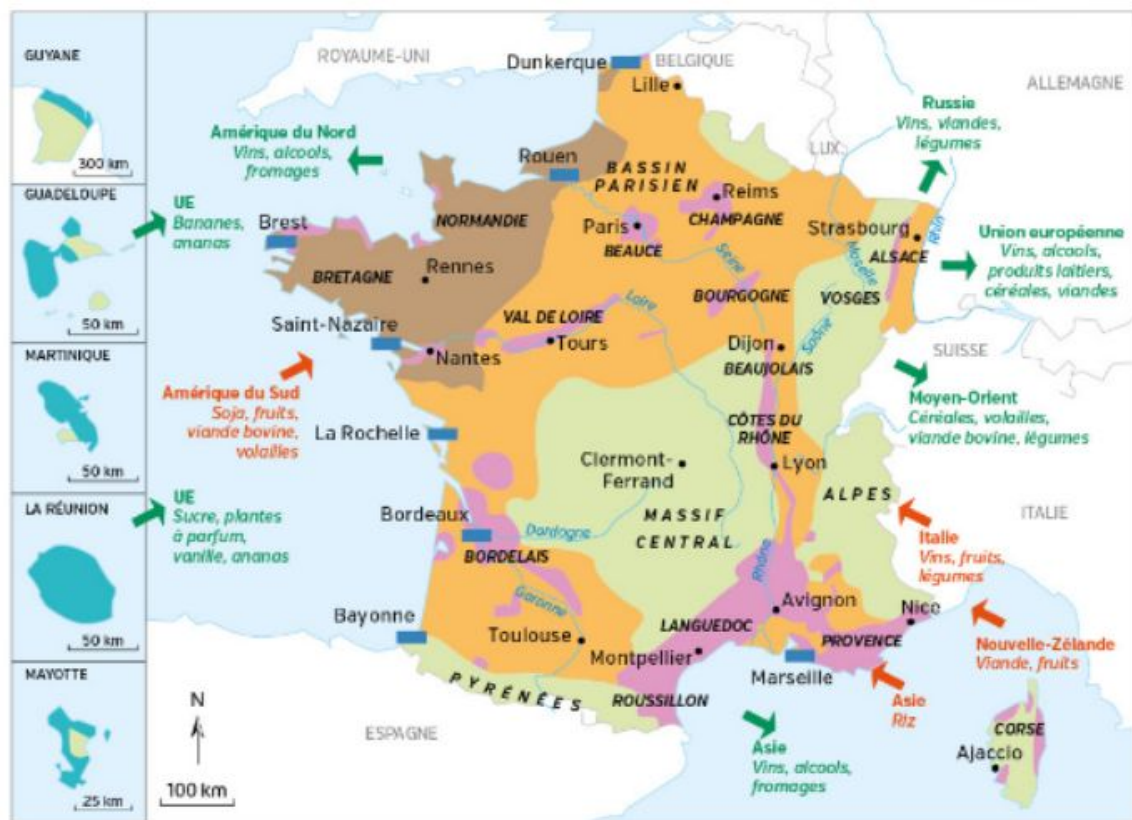 GUYANE
300 km
GUADELOUPE
50 km
MARTINIQUE
50 km
LA RÉUNION
50 km
MAYOTTE
25 km
ROYAUME-UNI
BELGIQUE
ALLEMAGNE
LUX.
SUISSE
ITALIE
ESPAGNE
Dunkerque
Lille
Amérique du Nord
Vins, alcools,
fromages
Russie
Vins, viandes,
légumes
UE
Bananes,
ananas
Rouen
BASSIN
PARISIEN
Reims
CHAMPAGNE
Brest
NORMANDIE
Paris
BEAUCE
Strasbourg
ALSACE
Rhin
Moselle
Seine
Union européenne
Vins, alcools,
produits laitiers,
céréales, viandes
BRETAGNE
Rennes
BOURGOGNE
VOSGES
Loire
VAL DE LOIRE
Saône
Saint-Nazaire
Nantes
Tours
Dijon
BEAUJOLAIS
Moyen-Orient
Céréales, volailles,
viande bovine, légumes
Amérique du Sud
Soja, fruits,
viande bovine,
volailles
La Rochelle
CÔTES DU
RHÔNE
Clermont-
Ferrand
Lyon
ALPES
UE
Sucre, plantes
à parfum,
vanille, ananas
MASSIF
CENTRAL
Bordeaux
BORDELAIS
Dordogne
Rhône
Italie
Vins, fruits,
légumes
Garonne
Avignon
Nice
Bayonne
Toulouse
LANGUEDOC
PROVENCE
Montpellier
Marseille
Nouvelle-Zélande
Viande, fruits
PYRÉNÉES
ROUSSILLON
Asie
Riz
N
100 km
Asie
Vins, alcools,
fromages
CORSE
Ajaccio